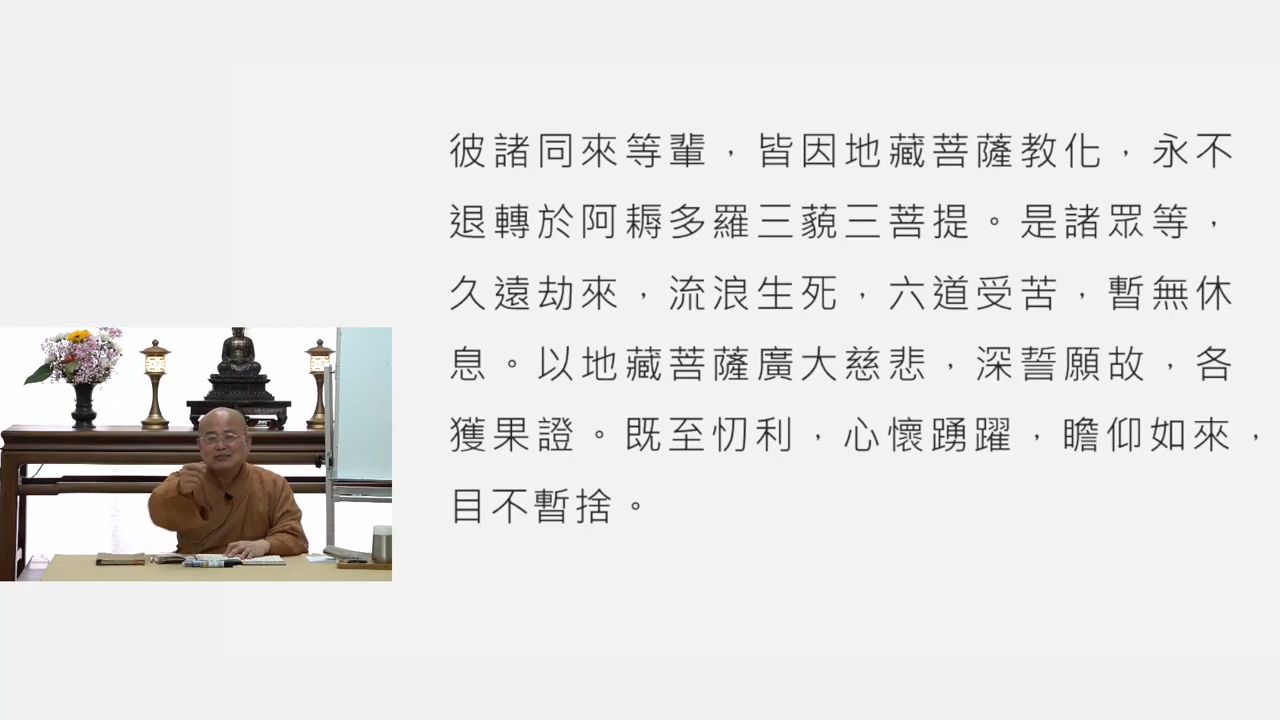 彼諸同來等輩，皆因地藏菩薩教化，永不
退轉於阿耨多羅三藐三菩提。是諸眾等，
久遠劫來，流浪生死，六道受苦，暫無休
息。以地藏菩薩廣大慈悲，深誓願故，各
獲果證。既至忉利，心懷踴躍，瞻仰如來，
目不暫捨。